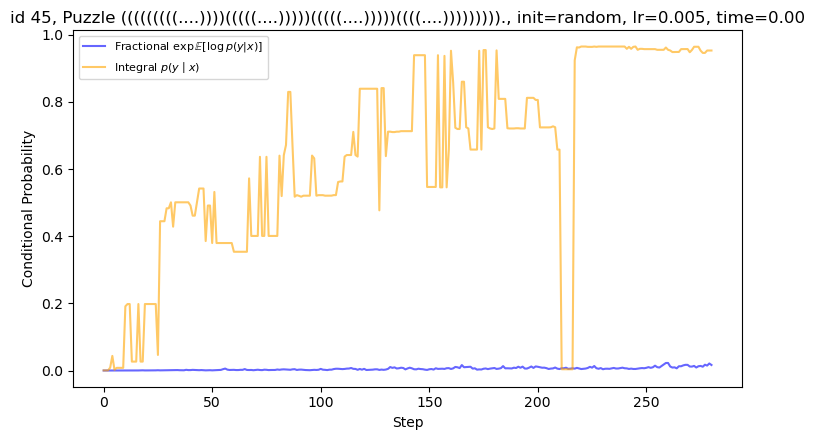 id 45, Puzzle (((((((((....))))(((((....)))))(((((....)))))((((....)))))))))., init=random, lr=0.005, time=0.00
Fractional exp𝔼[log p(y|x)]
Integral p(y | x)
Conditional Probability
1.0
0.8
0.6
0.4
0.2
0.0
0
50
100
150
200
250
Step